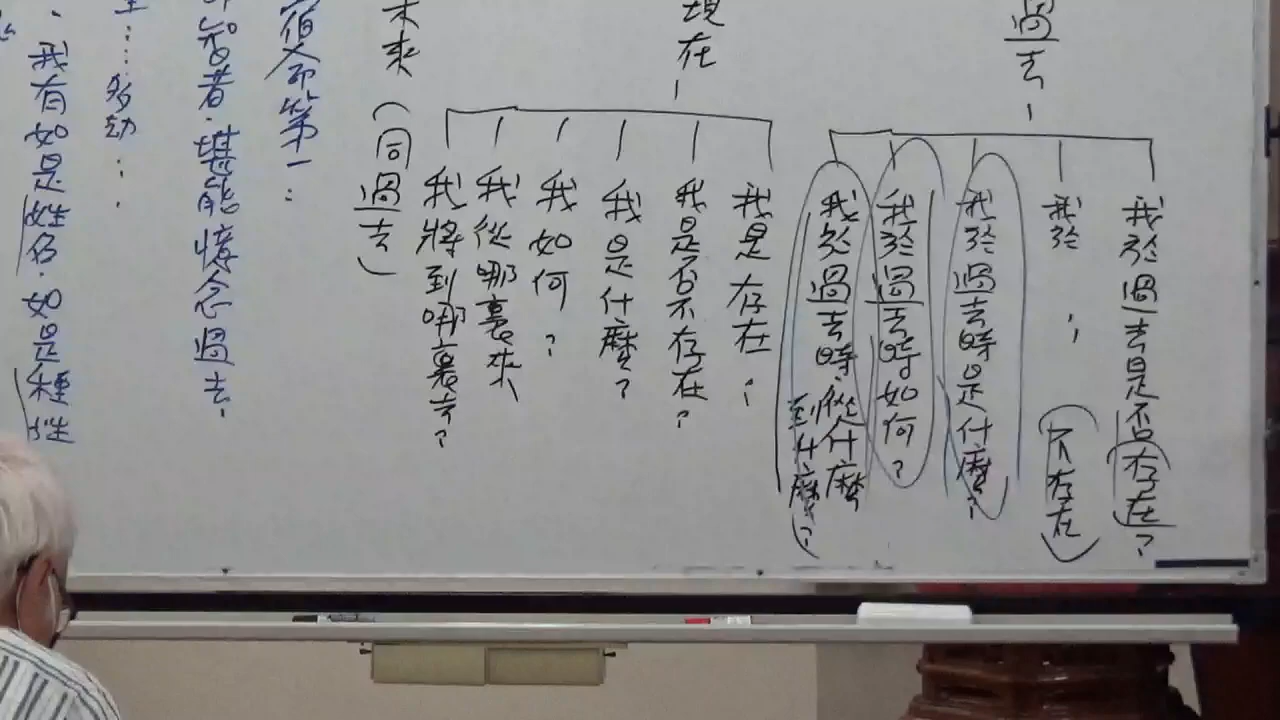 過去
我於過去是否存在？
我於 〃 不存在
我於過去時是什麼？
我於過去時如何？
我於過去時．從什麼
到什麼？
現在
我是存在？
我是否不存在？
我是什麼？
我如何？
我從哪裏來、
我將到哪裏去？
未來（同過去）
宿命第一：
智者．堪能憶念過去，
……多劫：．
．我有如是姓名．如是種性